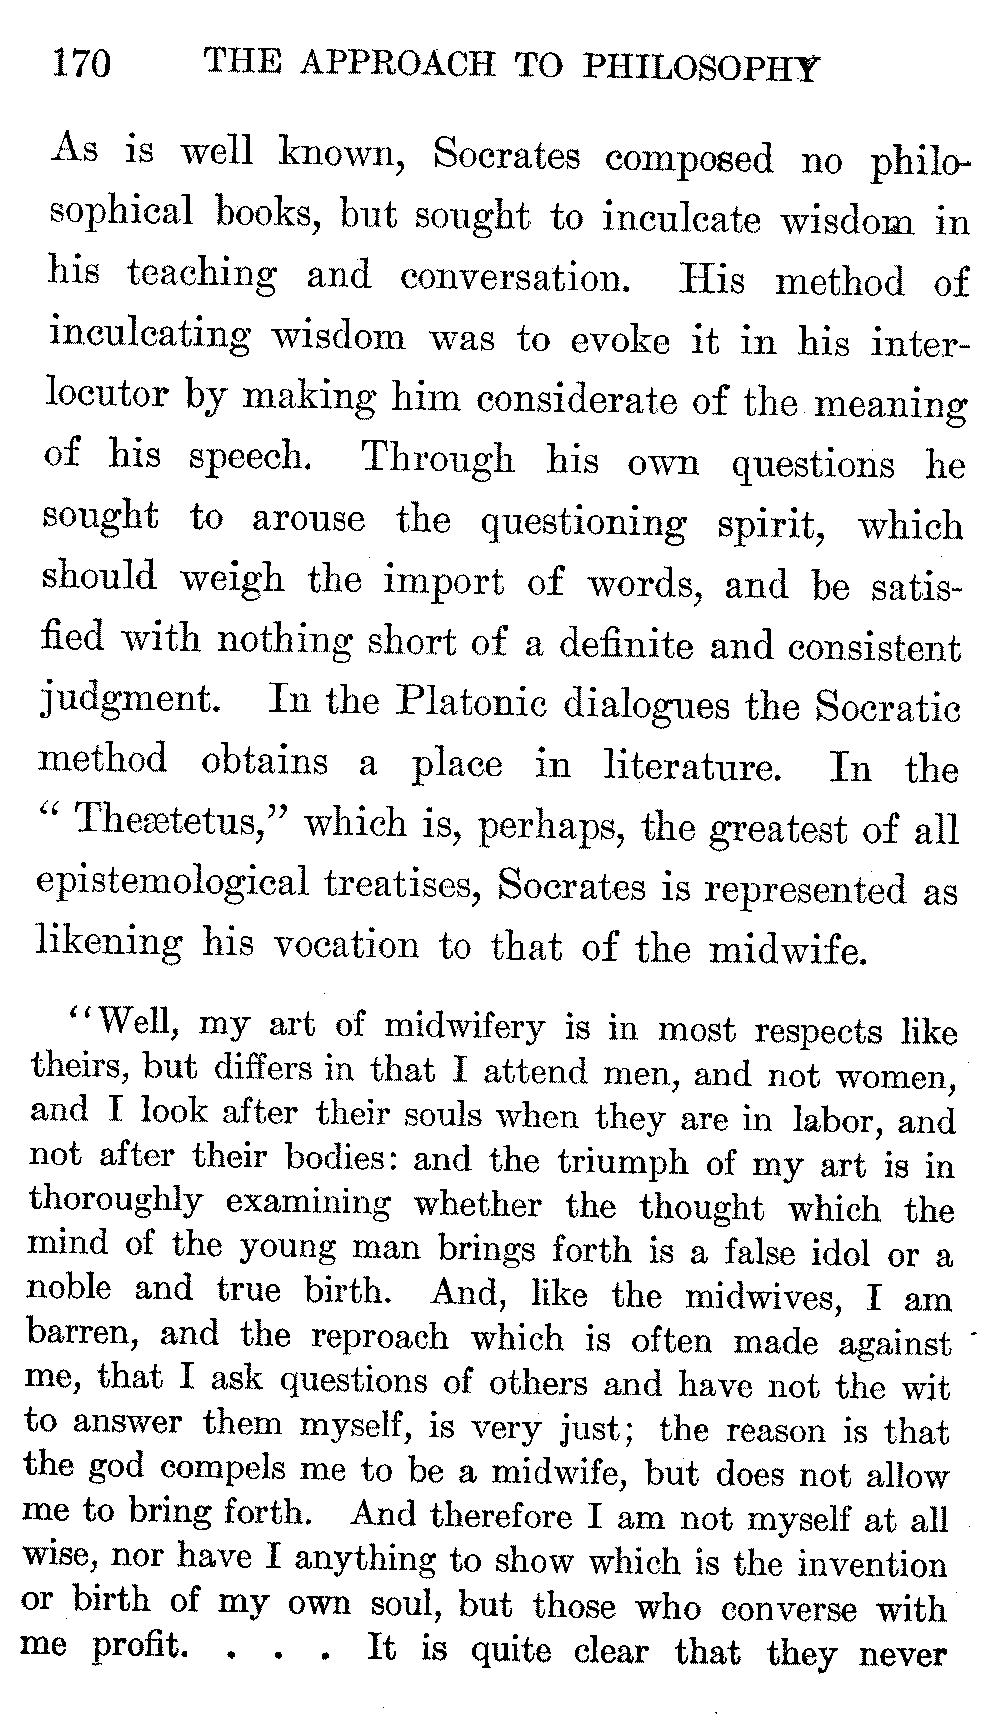 170 THE APPROACH TO PHILOSOPHY
As is well known, Socrates composed no philo-
sophical books, but sought to inculcate wisdom in
his teaching and conversation. His method of
inculcating wisdom was to evoke it in his inter-
locutor by making him considerate of the meaning
of his speech. Through his own questions he
sought to arouse the questioning spirit, which
should weigh the import of words, and be satis-
fied with nothing short of a definite and consistent
judgment. In the Platonic dialogues the Socratic
method obtains a place in literature. In the
“ Theætetus,” which is, perhaps, the greatest of all
epistemological treatises, Socrates is represented as
likening his vocation to that of the midwife.
“Well, my art of midwifery is in most respects like
theirs, but differs in that I attend men, and not women,
and I look after their souls when they are in labor, and
not after their bodies: and the triumph of my art is in
thoroughly examining whether the thought which the
mind of the young man brings forth is a false idol or a
noble and true birth. And, like the midwives, I am
barren, and the reproach which is often made against
me, that I ask questions of others and have not the wit
to answer them myself, is very just; the reason is that
the god compels me to be a midwife, but does not allow
me to bring forth. And therefore I am not myself at all
wise, nor have I anything to show which is the invention
or birth of my own soul, but those who converse with
me profit. . . . It is quite clear that they never